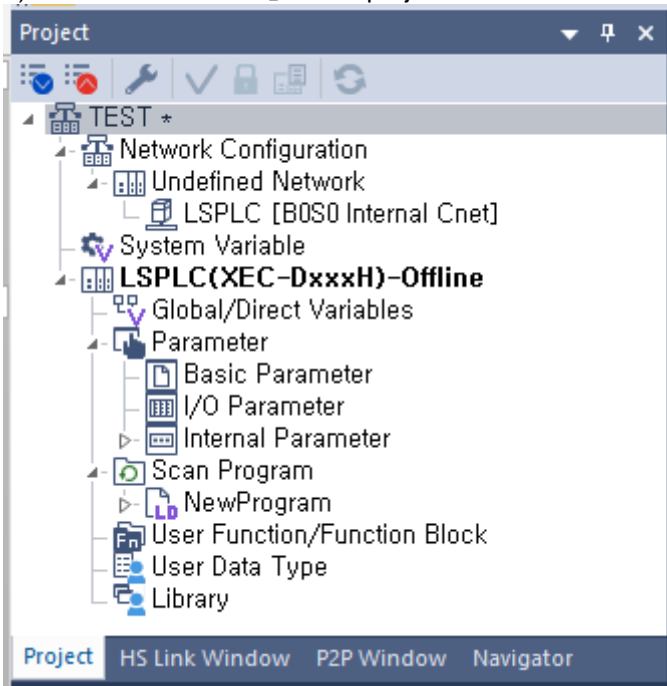 Project
TEST *
Network Configuration
Undefined Network
LSPLC [B0S0 Internal Cnet]
System Variable
LSPLC(XEC-DxxxH)-Offline
Global/Direct Variables
Parameter
Basic Parameter
I/O Parameter
Internal Parameter
Scan Program
NewProgram
User Function/Function Block
User Data Type
Library
Project HS Link Window P2P Window Navigator